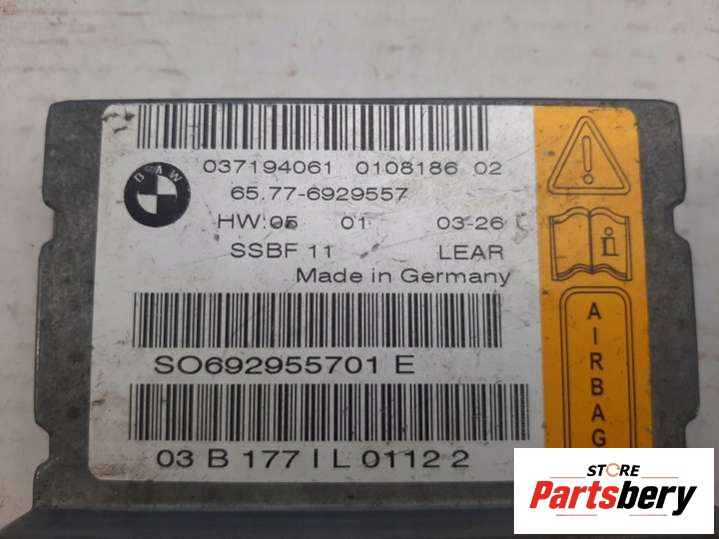 037194061 0108186 02
BMW
65.77-6929557
HW:05 01 03-26
SSBF 11 LEAR
Made in Germany
SO692955701 E
03 B 177 I L 0112 2
AIRBAG
STORE
Partsbery